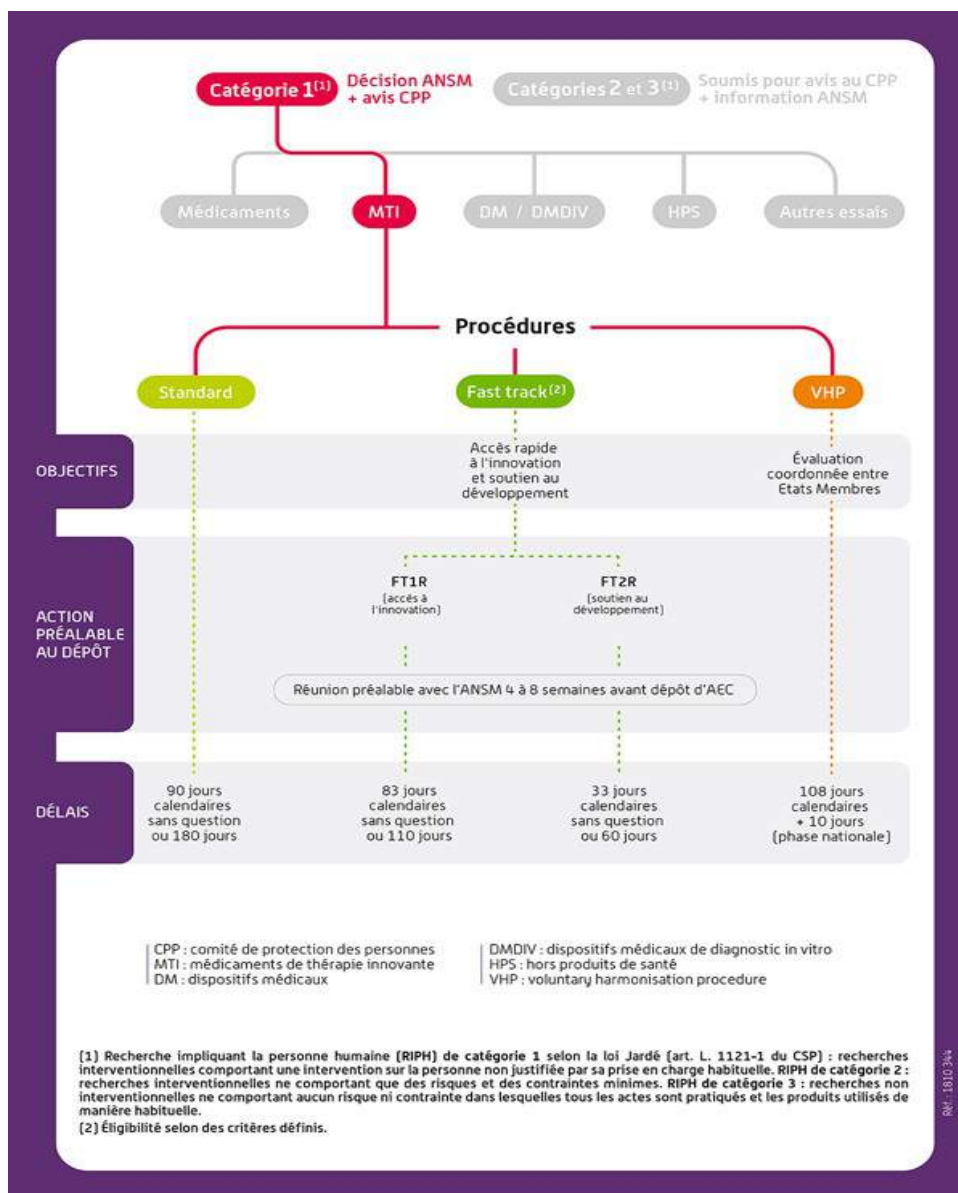 Catégorie 1(1)
Décision ANSM
+ avis CPP
Catégories 2 et 3(1)
Soumis pour avis au CPP
+ information ANSM
Médicaments
MTI
DM / DMDIV
HPS
Autres essais
Procédures
Standard
Fast track(2)
VHP
OBJECTIFS
Accès rapide
à l'innovation
et soutien au
développement
Évaluation
coordonnée entre
Etats Membres
ACTION
PRÉALABLE
AU DÉPÔT
FT1R
(accès à
l'innovation)
FT2R
(soutien au
développement)
Réunion préalable avec l'ANSM 4 à 8 semaines avant dépôt d'AEC
DÉLAIS
90 jours
calendaires
sans question
ou 180 jours
83 jours
calendaires
sans question
ou 110 jours
33 jours
calendaires
sans question
ou 60 jours
108 jours
calendaires
+ 10 jours
(phase nationale)
CPP : comité de protection des personnes
MTI : médicaments de thérapie innovante
DM : dispositifs médicaux
DMDIV : dispositifs médicaux de diagnostic in vitro
HPS : hors produits de santé
VHP : voluntary harmonisation procedure
(1) Recherche impliquant la personne humaine (RIPH) de catégorie 1 selon la loi Jardé (art. L. 1121-1 du CSP) : recherches
interventionnelles comportant une intervention sur la personne non justifiée par sa prise en charge habituelle. RIPH de catégorie 2 :
recherches interventionnelles ne comportant que des risques et des contraintes minimes. RIPH de catégorie 3 : recherches non
interventionnelles ne comportant aucun risque ni contrainte dans lesquelles tous les actes sont pratiqués et les produits utilisés de
manière habituelle.
(2) Éligibilité selon des critères définis.
Réf. : 1810 344